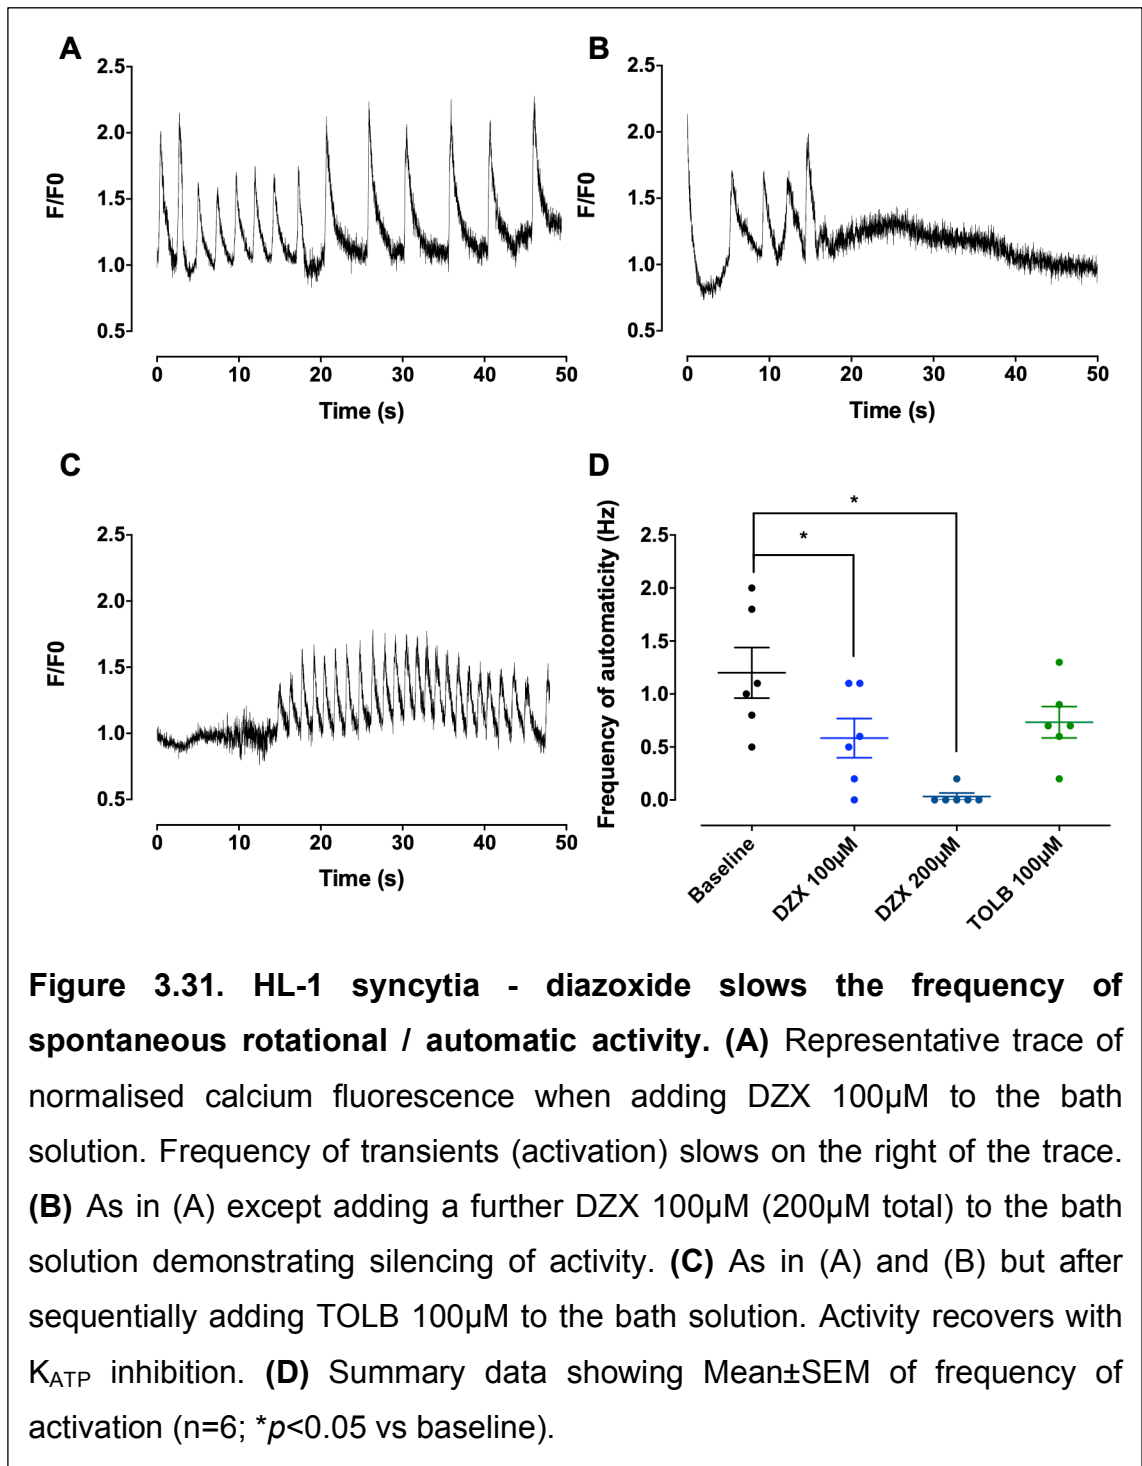 A
2.5
2.0
1.5
1.0
0.5
F/F0
0 10 20 30 40 50
Time (s)
B
2.5
2.0
1.5
1.0
0.5
F/F0
0 10 20 30 40 50
Time (s)
C
2.5
2.0
1.5
1.0
0.5
F/F0
0 10 20 30 40 50
Time (s)
D
*
*
2.5
2.0
1.5
1.0
0.5
0.0
Frequency of automaticity (Hz)
Baseline
DZX 100µM
DZX 200µM
TOLB 100µM
Figure 3.31. HL-1 syncytia - diazoxide slows the frequency of
spontaneous rotational / automatic activity. (A) Representative trace of
normalised calcium fluorescence when adding DZX 100µM to the bath
solution. Frequency of transients (activation) slows on the right of the trace.
(B) As in (A) except adding a further DZX 100µM (200µM total) to the bath
solution demonstrating silencing of activity. (C) As in (A) and (B) but after
sequentially adding TOLB 100µM to the bath solution. Activity recovers with
KATP inhibition. (D) Summary data showing Mean±SEM of frequency of
activation (n=6; *p<0.05 vs baseline).